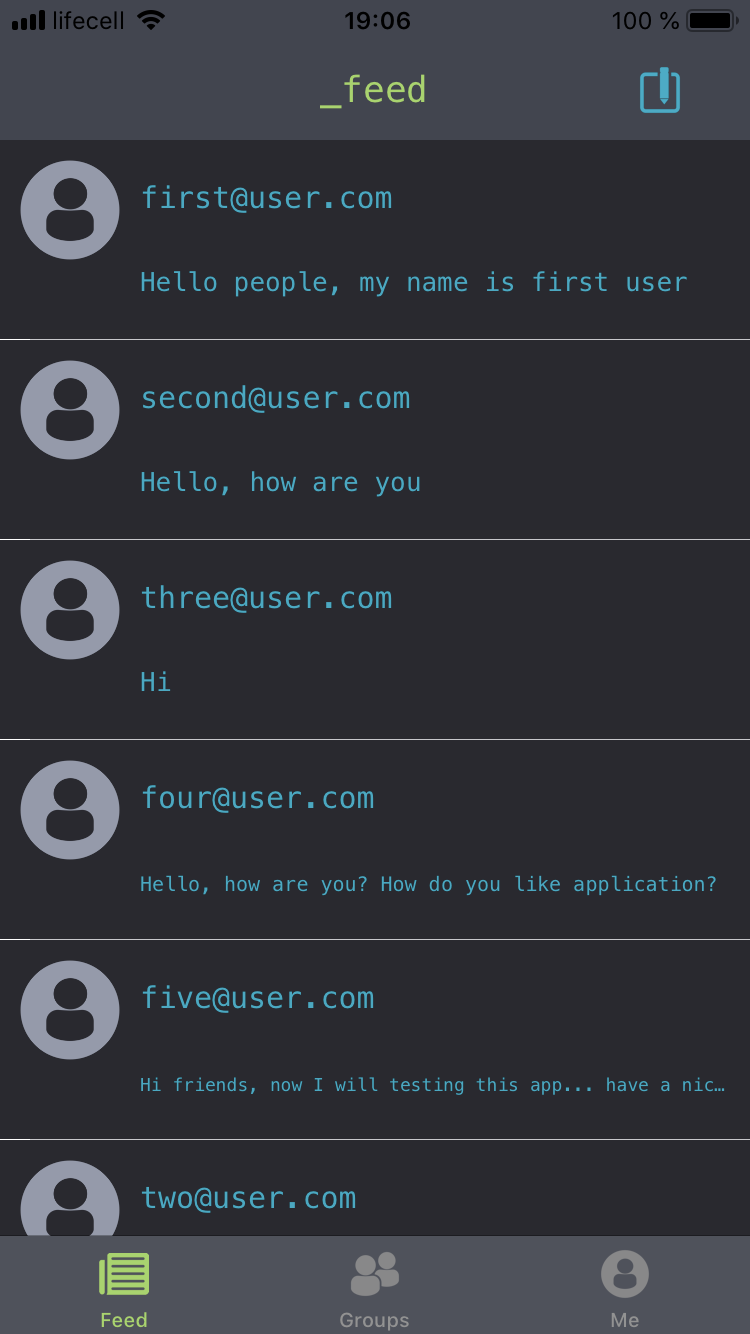 lifecell 19:06 100 %
_feed
first@user.com
Hello people, my name is first user
second@user.com
Hello, how are you
three@user.com
Hi
four@user.com
Hello, how are you? How do you like application?
five@user.com
Hi friends, now I will testing this app... have a nic…
two@user.com
Feed Groups Me